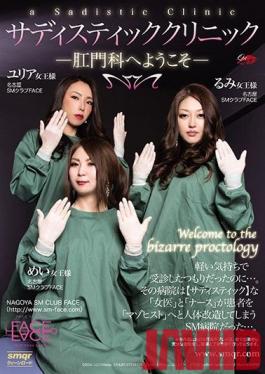 a Sadistic Clinic
サディスティッククリニック
―肛門科へようこそ―
ユリア女王様
名古屋
SMクラブFACE
るみ女王様
名古屋
SMクラブFACE
めい女王様
名古屋
SMクラブFACE
Welcome to the
bizarre proctology
軽い気持ちで
受診したつもりだったのに…。
その病院は【サディスティック】な
「女医」と「ナース」が患者を
「マゾヒスト」へと人体改造してしまう
SM病院だった…
NAGOYA SM CLUB FACE
(http://www.sm-face.com)
FACE
smqr